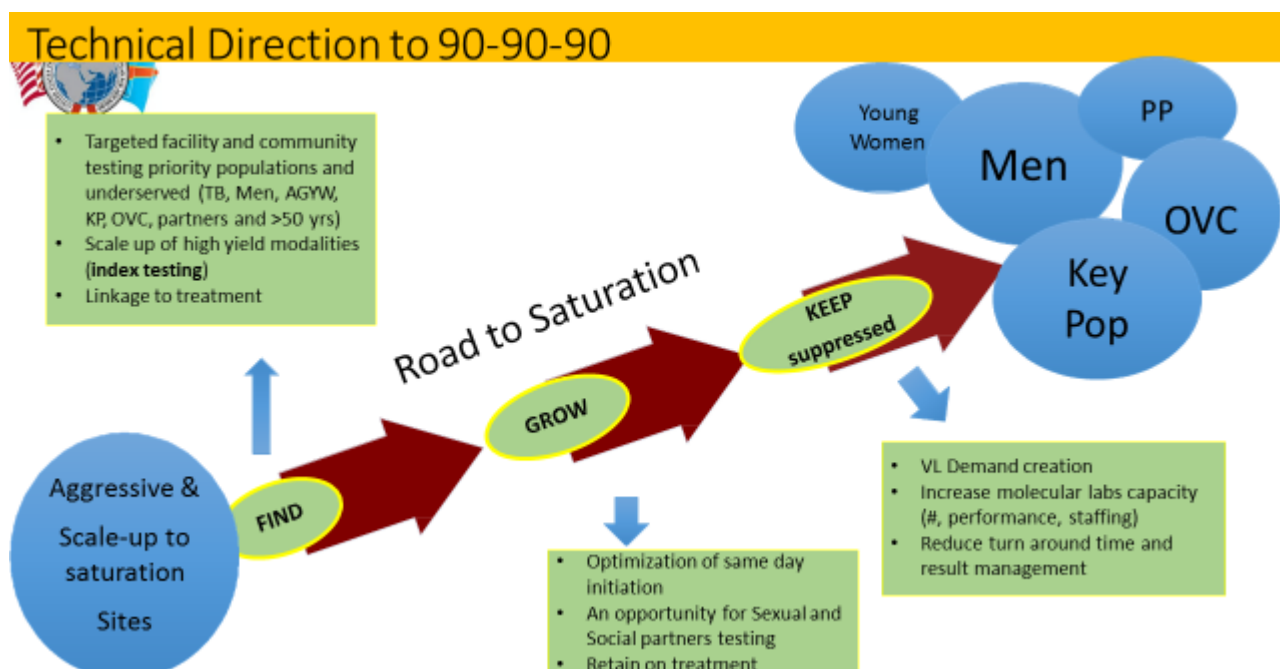 Technical Direction to 90-90-90
• Targeted facility and community
testing priority populations and
underserved (TB, Men, AGYW,
KP, OVC, partners and >50 yrs)
• Scale up of high yield modalities
(index testing)
• Linkage to treatment
Young
Women
Men
PP
OVC
Key
Pop
Road to Saturation
KEEP
suppressed
GROW
FIND
Aggressive &
Scale-up to
saturation
Sites
• VL Demand creation
• Increase molecular labs capacity
(#, performance, staffing)
• Reduce turn around time and
result management
• Optimization of same day
initiation
• An opportunity for Sexual and
Social partners testing
• Retain on treatment